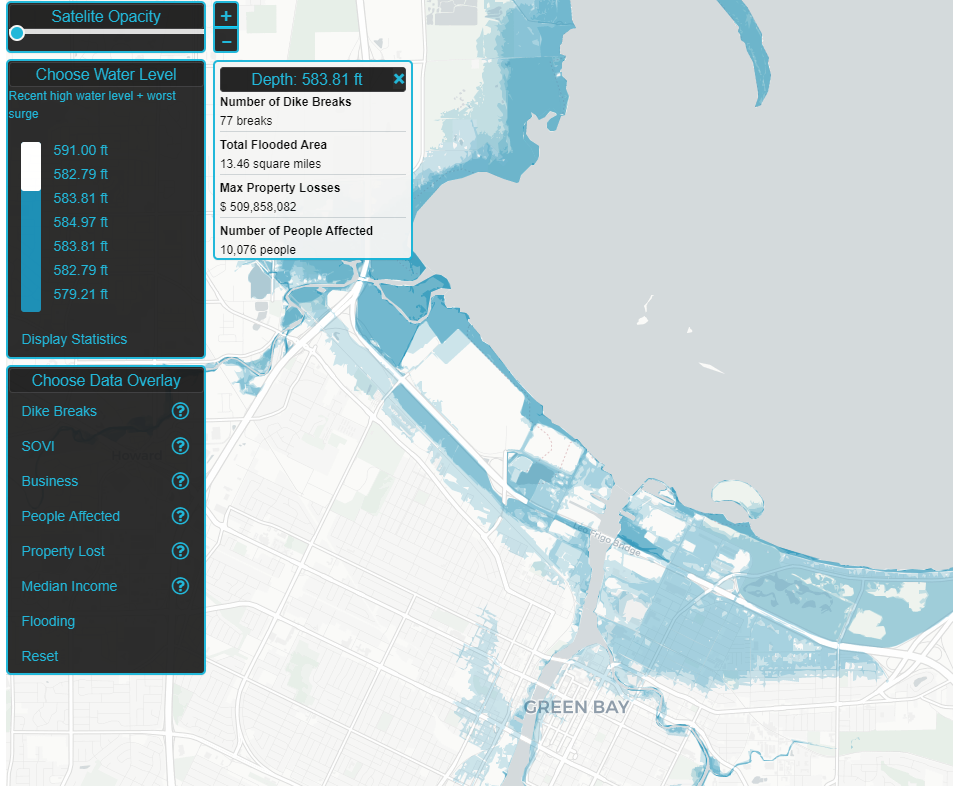 Satelite Opacity
+
−
Choose Water Level
Recent high water level + worst
surge
591.00 ft
582.79 ft
583.81 ft
584.97 ft
583.81 ft
582.79 ft
579.21 ft
Display Statistics
Depth: 583.81 ft
Number of Dike Breaks
77 breaks
Total Flooded Area
13.46 square miles
Max Property Losses
$ 509,858,082
Number of People Affected
10,076 people
Choose Data Overlay
Dike Breaks ?
SOVI ?
Business ?
People Affected ?
Property Lost ?
Median Income ?
Flooding
Reset
Howard
Frigo Bridge
GREEN BAY